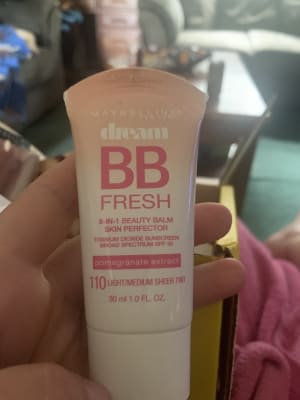 MAYBELLINE
dream
BB
FRESH
8-IN-1 BEAUTY BALM
SKIN PERFECTOR
TITANIUM DIOXIDE SUNSCREEN
BROAD SPECTRUM SPF 30
pomegranate extract
110 LIGHT/MEDIUM SHEER TINT
30 ml 1.0 FL. OZ.